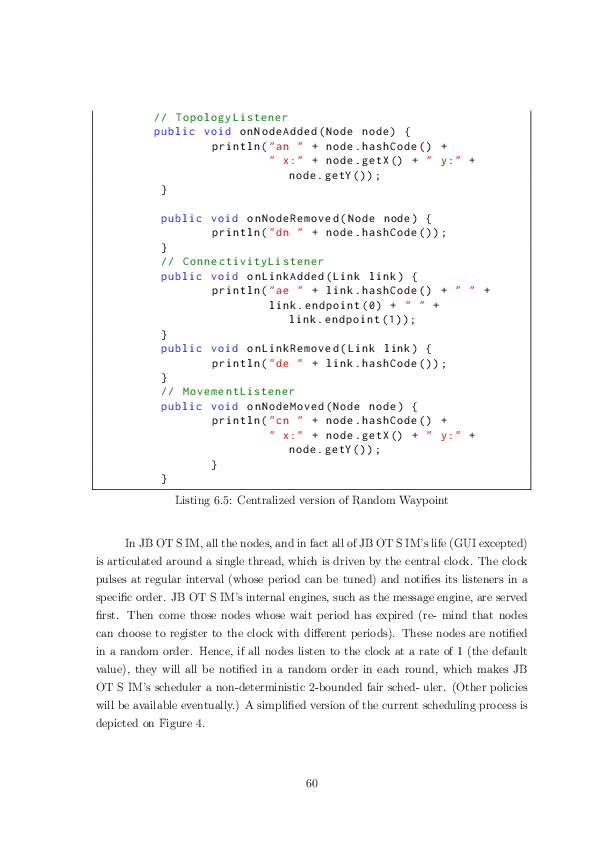 // TopologyListener
public void onNodeAdded(Node node) {
println("an " + node.hashCode() +
" x:" + node.getX() + " y:" +
node.getY());
}
public void onNodeRemoved(Node node) {
println("dn " + node.hashCode());
}
// ConnectivityListener
public void onLinkAdded(Link link) {
println("ae " + link.hashCode() + " " +
link.endpoint(0) + " " +
link.endpoint(1));
}
public void onLinkRemoved(Link link) {
println("de " + link.hashCode());
}
// MovementListener
public void onNodeMoved(Node node) {
println("cn " + node.hashCode() +
" x:" + node.getX() + " y:" +
node.getY());
}
}
Listing 6.5: Centralized version of Random Waypoint
In JB OT S IM, all the nodes, and in fact all of JB OT S IM's life (GUI excepted)
is articulated around a single thread, which is driven by the central clock. The clock
pulses at regular interval (whose period can be tuned) and notifies its listeners in a
specific order. JB OT S IM's internal engines, such as the message engine, are served
first. Then come those nodes whose wait period has expired (re- mind that nodes
can choose to register to the clock with different periods). These nodes are notified
in a random order. Hence, if all nodes listen to the clock at a rate of 1 (the default
value), they will all be notified in a random order in each round, which makes JB
OT S IM's scheduler a non-deterministic 2-bounded fair sched- uler. (Other policies
will be available eventually.) A simplified version of the current scheduling process is
depicted on Figure 4.
60